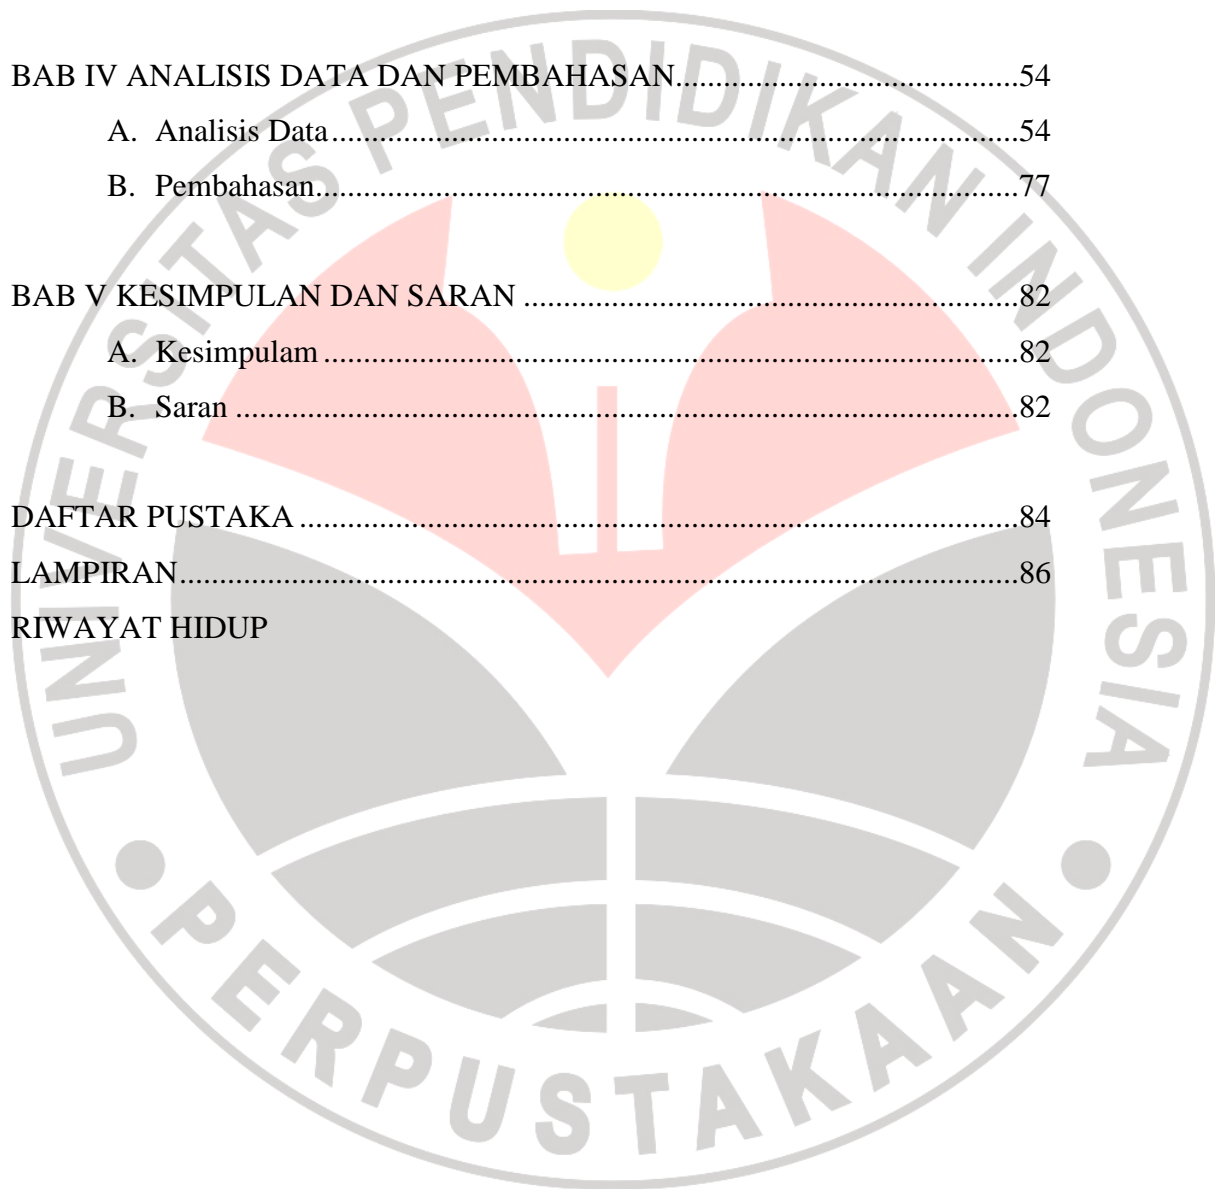 BAB IV ANALISIS DATA DAN PEMBAHASAN...........................................54
A. Analisis Data......................................................................................54
B. Pembahasan........................................................................................77
BAB V KESIMPULAN DAN SARAN ..............................................................82
A. Kesimpulam .......................................................................................82
B. Saran ..................................................................................................82
DAFTAR PUSTAKA ..........................................................................................84
LAMPIRAN.........................................................................................................86
RIWAYAT HIDUP
UNIVERSITAS PENDIDIKAN INDONESIA
PERPUSTAKAAN